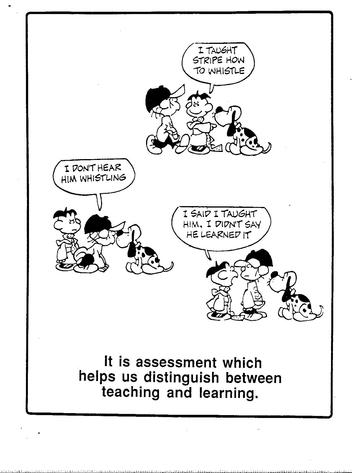 I TAUGHT
STRIPE HOW
TO WHISTLE
I DON'T HEAR
HIM WHISTLING
I SAID I TAUGHT
HIM. I DIDN'T SAY
HE LEARNED IT
It is assessment which
helps us distinguish between
teaching and learning.